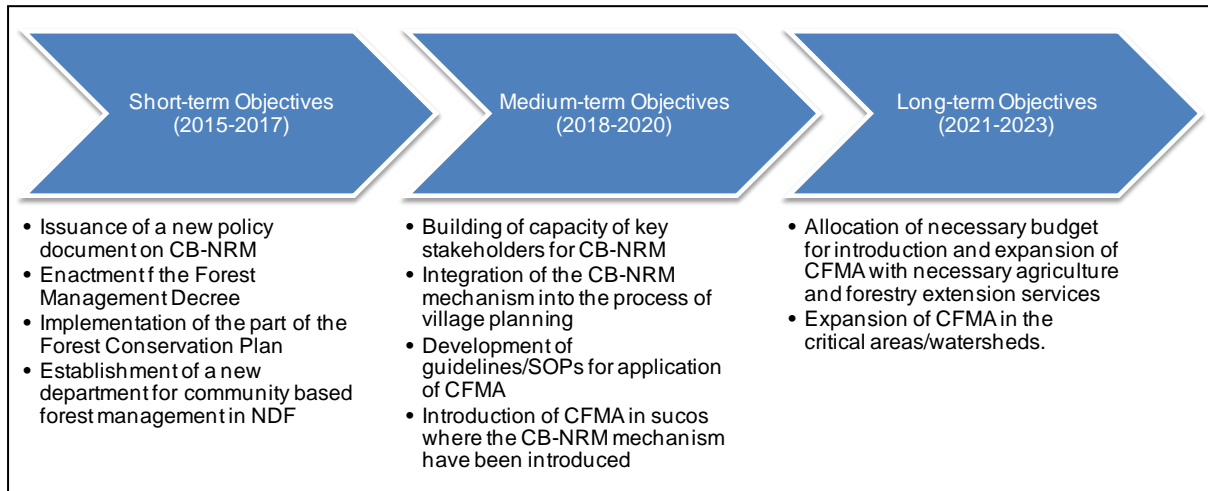 Short-term Objectives
(2015-2017)
• Issuance of a new policy
document on CB-NRM
• Enactment f the Forest
Management Decree
• Implementation of the part of the
Forest Conservation Plan
• Establishment of a new
department for community based
forest management in NDF
Medium-term Objectives
(2018-2020)
• Building of capacity of key
stakeholders for CB-NRM
• Integration of the CB-NRM
mechanism into the process of
village planning
• Development of
guidelines/SOPs for application
of CFMA
• Introduction of CFMA in sucos
where the CB-NRM mechanism
have been introduced
Long-term Objectives
(2021-2023)
• Allocation of necessary budget
for introduction and expansion of
CFMA with necessary agriculture
and forestry extension services
• Expansion of CFMA in the
critical areas/watersheds.